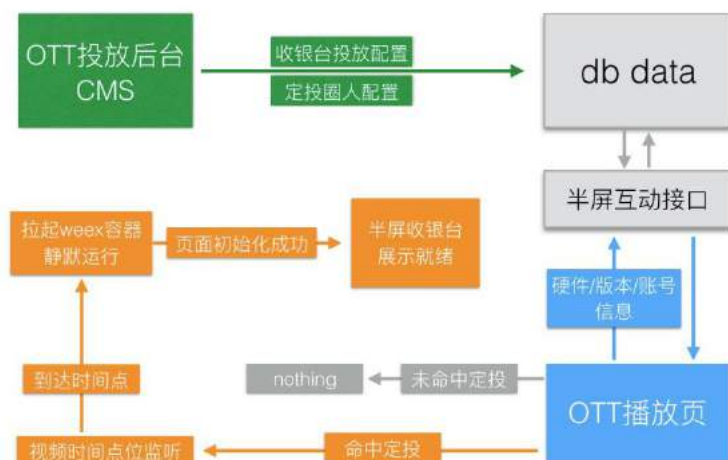 OTT投放后台
CMS
收银台投放配置
定投圈人配置
db data
半屏互动接口
拉起weex容器
静默运行
页面初始化成功
半屏收银台
展示就绪
硬件/版本/账号
信息
到达时间点
nothing
未命中定投
OTT播放页
视频时间点位监听
命中定投